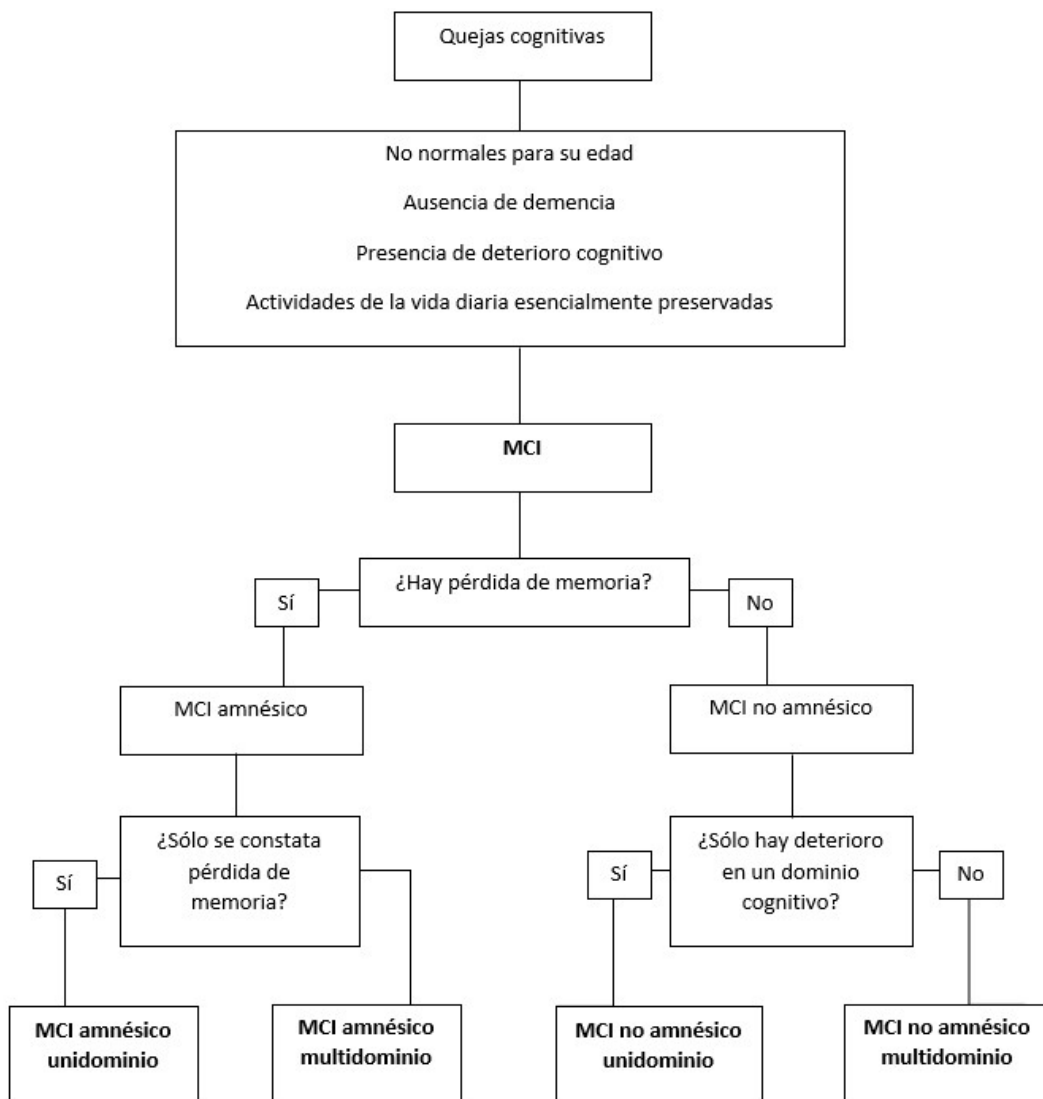 Quejas cognitivas
No normales para su edad
Ausencia de demencia
Presencia de deterioro cognitivo
Actividades de la vida diaria esencialmente preservadas
MCI
¿Hay pérdida de memoria?
Sí
No
MCI amnésico
MCI no amnésico
¿Sólo se constata
pérdida de
memoria?
Sí
¿Sólo hay deterioro
en un dominio
cognitivo?
Sí
No
MCI amnésico
unidominio
MCI amnésico
multidominio
MCI no amnésico
unidominio
MCI no amnésico
multidominio